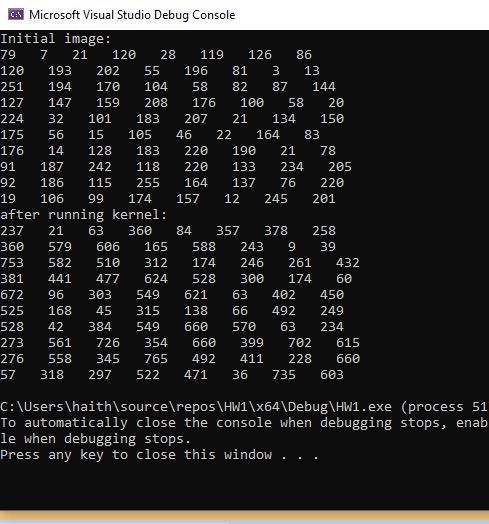 Microsoft Visual Studio Debug Console
Initial image:
79 7 21 120 28 119 126 86
120 193 202 55 196 81 3 13
251 194 170 104 58 82 87 144
127 147 159 208 176 100 58 20
224 32 101 183 207 21 134 150
175 56 15 105 46 22 164 83
176 14 128 183 220 190 21 78
91 187 242 118 220 133 234 205
92 186 115 255 164 137 76 220
19 106 99 174 157 12 245 201
after running kernel:
237 21 63 360 84 357 378 258
360 579 606 165 588 243 9 39
753 582 510 312 174 246 261 432
381 441 477 624 528 300 174 60
672 96 303 549 621 63 402 450
525 168 45 315 138 66 492 249
528 42 384 549 660 570 63 234
273 561 726 354 660 399 702 615
276 558 345 765 492 411 228 660
57 318 297 522 471 36 735 603
C:\Users\haith\source\repos\HW1\x64\Debug\HW1.exe (process 51
To automatically close the console when debugging stops, enab
le when debugging stops.
Press any key to close this window . . .